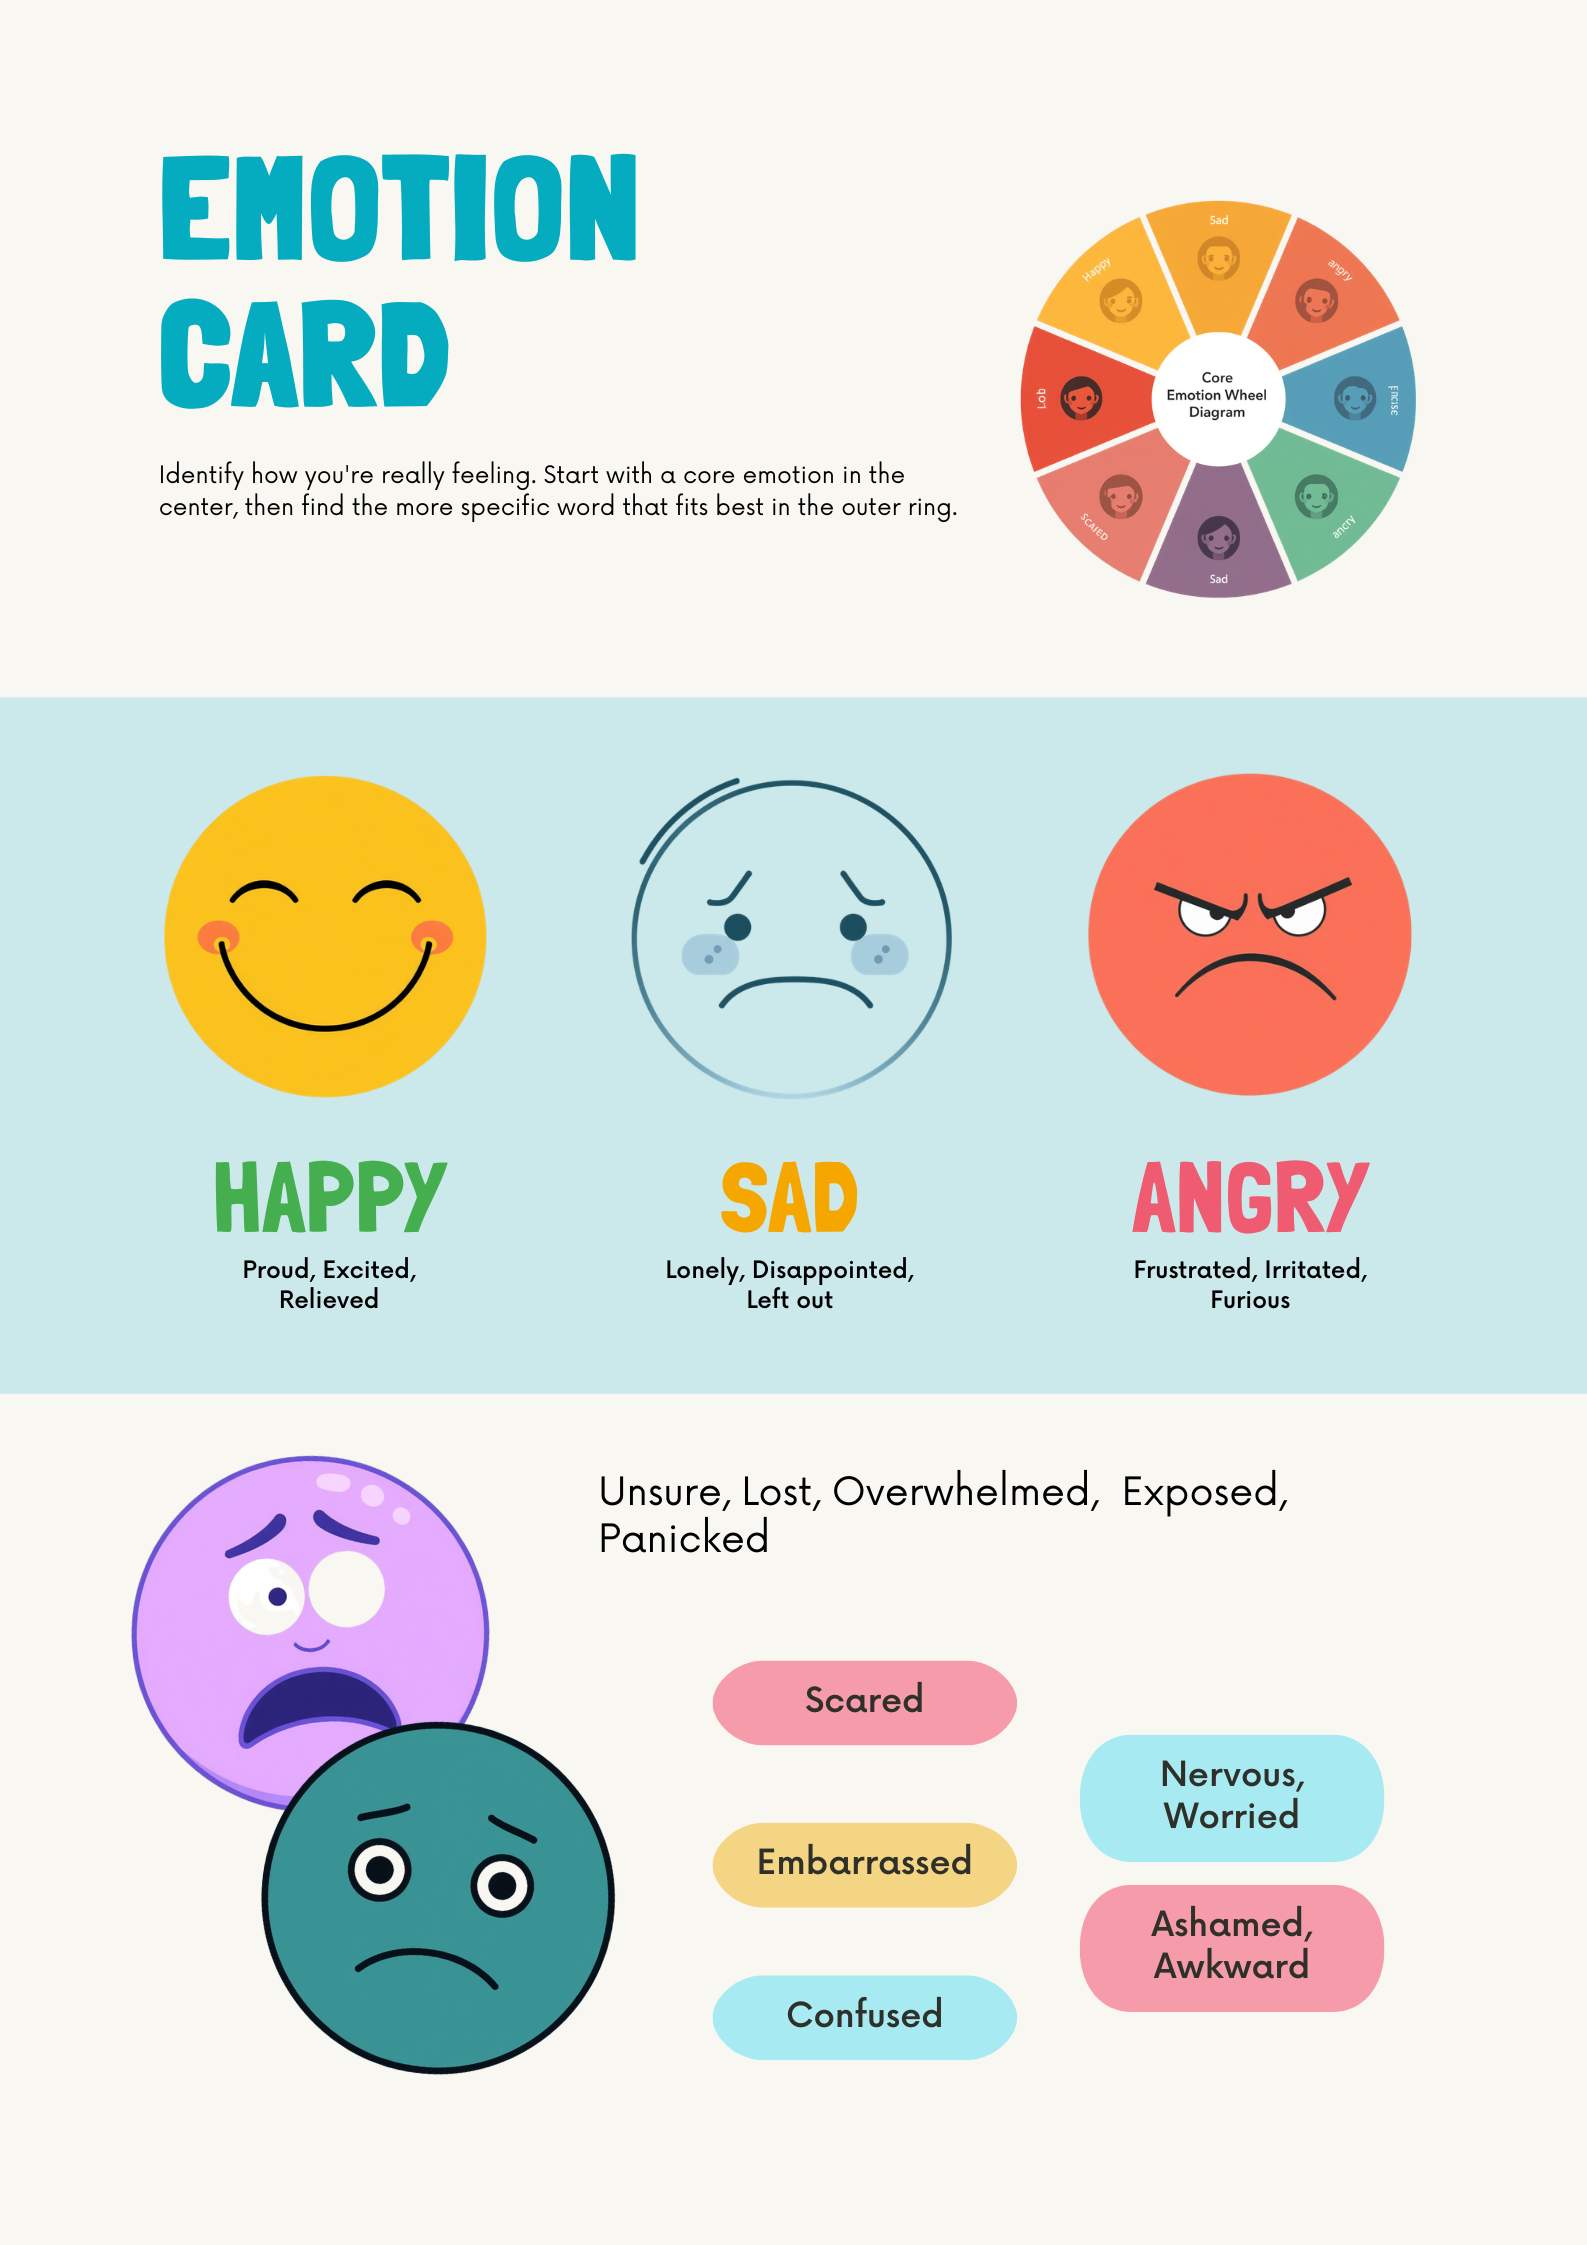 EMOTION
CARD
Identify how you're really feeling. Start with a core emotion in the
center, then find the more specific word that fits best in the outer ring.
Sad
Happy
angry
Lob
Core
Emotion Wheel
Diagram
SCAIED
Sad
HAPPY
SAD
ANGRY
Proud, Excited,
Relieved
Lonely, Disappointed,
Left out
Frustrated, Irritated,
Furious
Unsure, Lost, Overwhelmed,  Exposed,
Panicked
Scared
Nervous,
Worried
Embarrassed
Ashamed,
Awkward
Confused